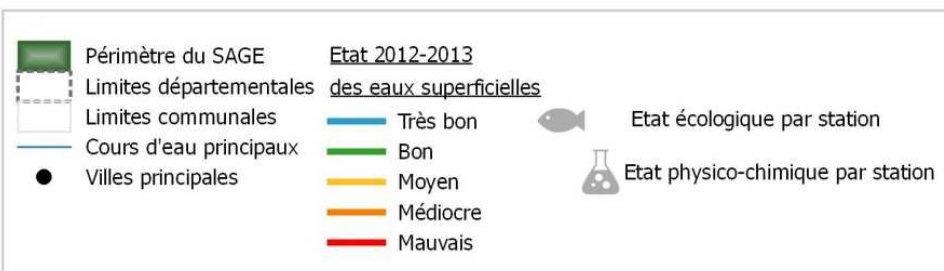 Périmètre du SAGE
Limites départementales
Limites communales
Cours d'eau principaux
Villes principales
Etat 2012-2013
des eaux superficielles
Très bon
Bon
Moyen
Médiocre
Mauvais
Etat écologique par station
Etat physico-chimique par station